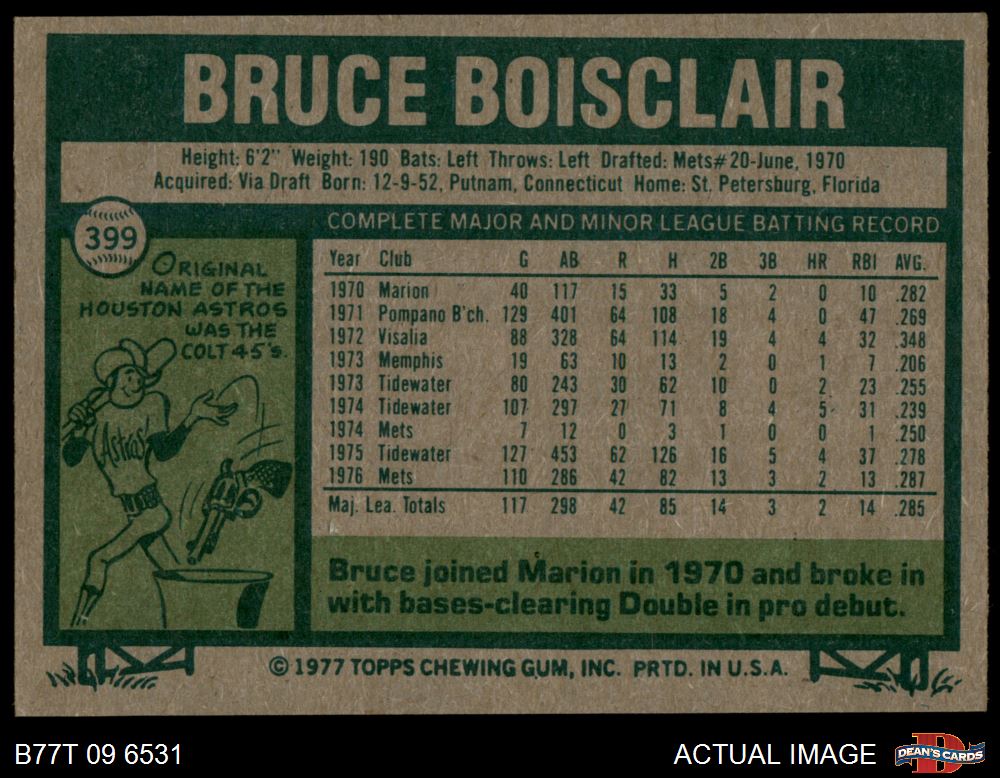 BRUCE BOISCLAIR
Height: 6'2" Weight: 190 Bats: Left Throws: Left Drafted: Mets#20-June, 1970
Acquired: Via Draft Born: 12-9-52, Putnam, Connecticut Home: St. Petersburg, Florida
399
COMPLETE MAJOR AND MINOR LEAGUE BATTING RECORD
ORIGINAL
NAME OF THE
HOUSTON ASTROS
WAS THE
COLT 45's.
Astros
Year Club G AB R H 2B 3B HR RBI AVG.
1970 Marion 40 117 15 33 5 2 0 10 .282
1971 Pompano B'ch. 129 401 64 108 18 4 0 47 .269
1972 Visalia 88 328 64 114 19 4 4 32 .348
1973 Memphis 19 63 10 13 2 0 1 7 .206
1973 Tidewater 80 243 30 62 10 0 2 23 .255
1974 Tidewater 107 297 27 71 8 4 5 31 .239
1974 Mets 7 12 0 3 1 0 0 1 .250
1975 Tidewater 127 453 62 126 16 5 4 37 .278
1976 Mets 110 286 42 82 13 3 2 13 .287
Maj. Lea. Totals 117 298 42 85 14 3 2 14 .285
Bruce joined Marion in 1970 and broke in
with bases-clearing Double in pro debut.
© 1977 TOPPS CHEWING GUM, INC. PRTD. IN U.S.A.
B77T 09 6531
ACTUAL IMAGE
DEAN'S CARDS